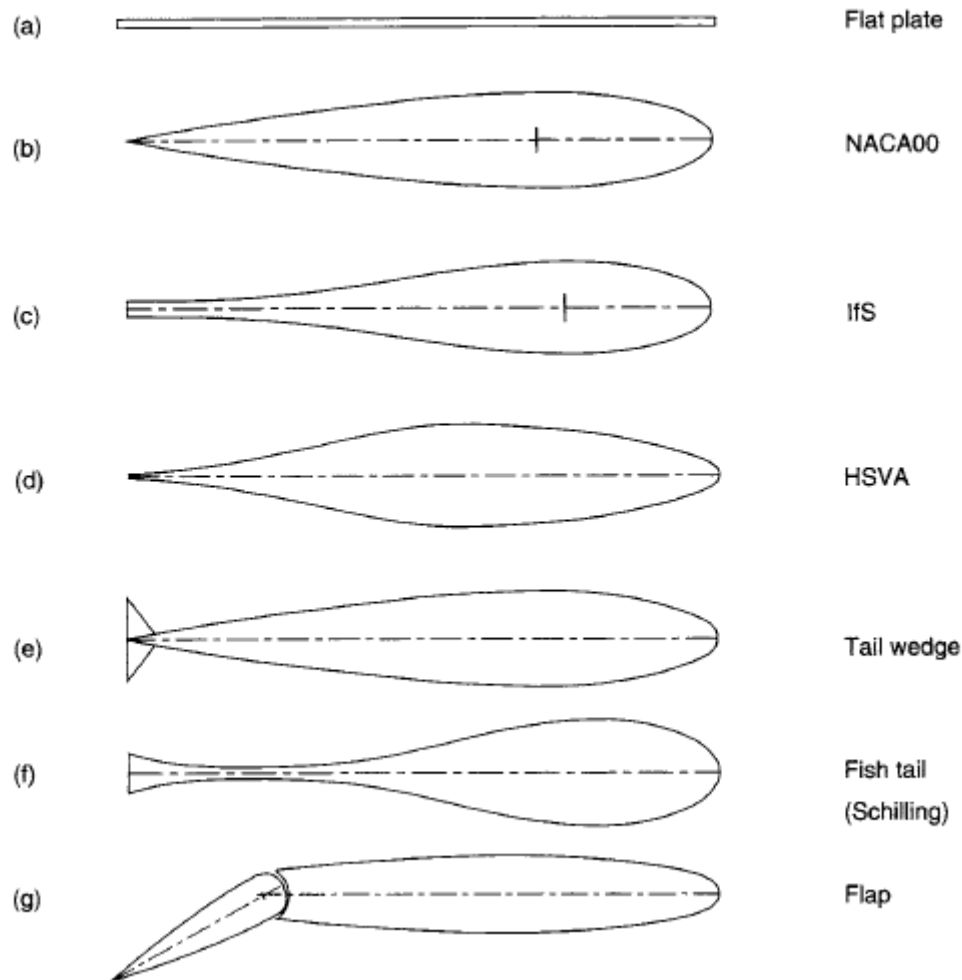 (a) Flat plate
(b) NACA00
(c) IfS
(d) HSVA
(e) Tail wedge
(f) Fish tail
(Schilling)
(g) Flap